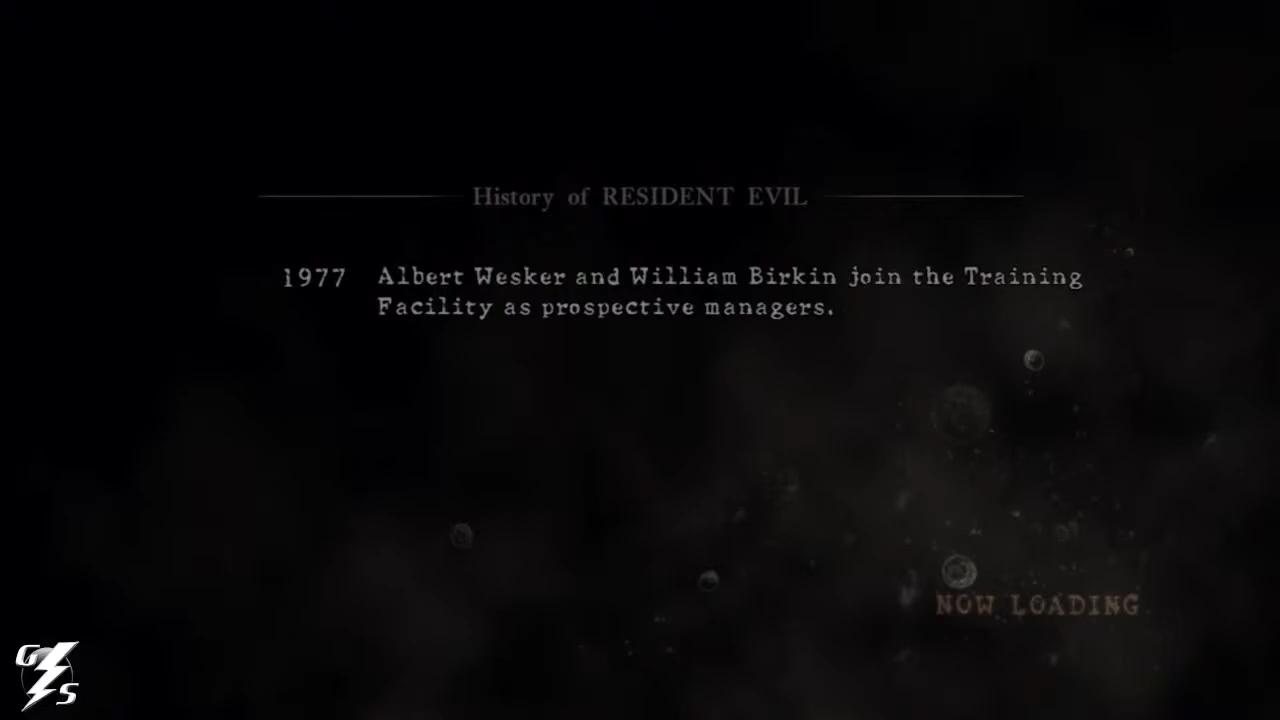 History of RESIDENT EVIL
1977 Albert Wesker and William Birkin join the Training
Facility as prospective managers.
NOW LOADING
G S